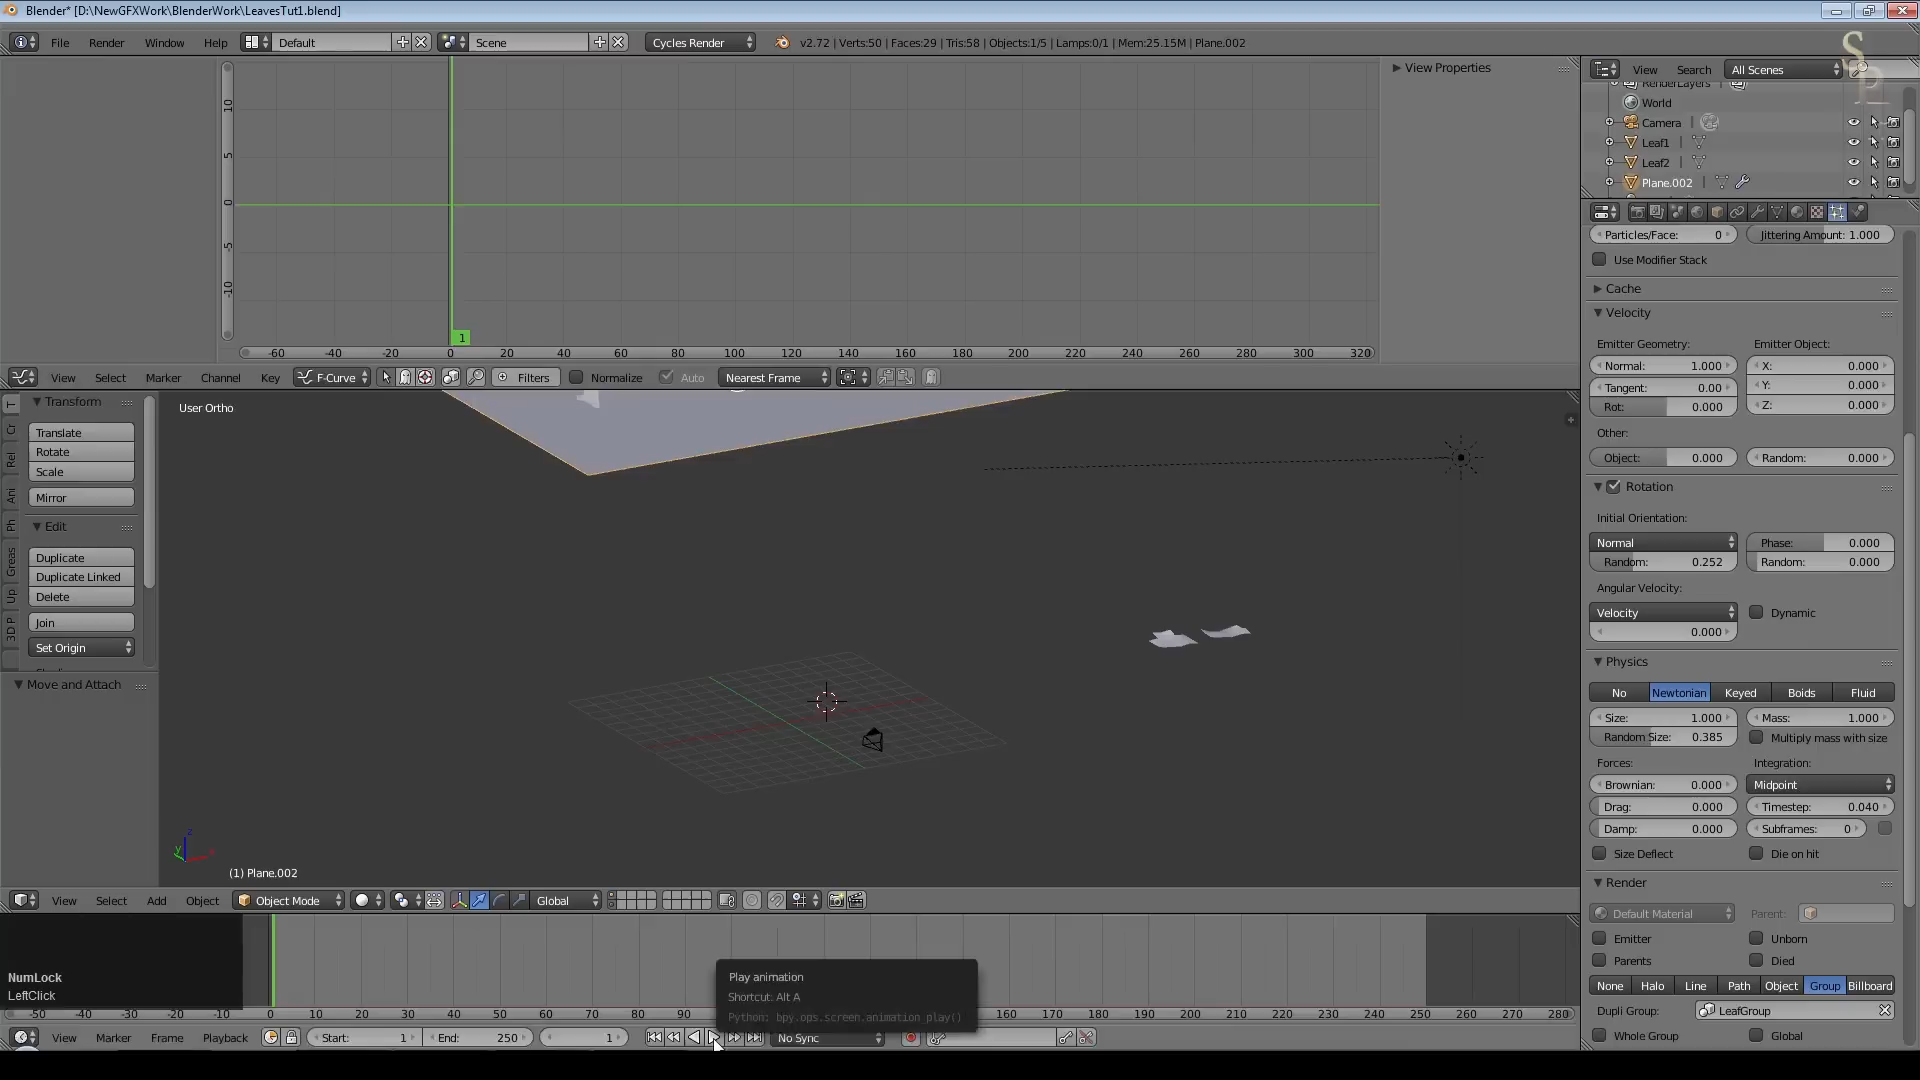 Blender* [D:\NewGFXWork\BlenderWork\LeavesTut1.blend]
File Render Window Help Default Scene Cycles Render v2.72 | Verts:50 | Faces:29 | Tris:58 | Objects:1/5 | Lamps:0/1 | Mem:25.15M | Plane.002
View Properties
View Search All Scenes
RenderLayers
World
Camera
Leaf1
Leaf2
Plane.002
10
5
0
-5
-10
1
-60 -40 -20 0 20 40 60 80 100 120 140 160 180 200 220 240 260 280 300 320
View Select Marker Channel Key F-Curve Filters Normalize Auto Nearest Frame
Transform
Translate
Rotate
Scale
Mirror
Edit
Duplicate
Duplicate Linked
Delete
Join
Set Origin
Move and Attach
T
Cr
Rel
Ani
Ph
Greas
Up
3D P
User Ortho
z
y
x
(1) Plane.002
View Select Add Object Object Mode Global
Particles/Face: 0 Jittering Amount: 1.000
Use Modifier Stack
Cache
Velocity
Emitter Geometry: Emitter Object:
Normal: 1.000 X: 0.000
Tangent: 0.00 Y: 0.000
Rot: 0.000 Z: 0.000
Other:
Object: 0.000 Random: 0.000
Rotation
Initial Orientation:
Normal Phase: 0.000
Random: 0.252 Random: 0.000
Angular Velocity:
Velocity Dynamic
0.000
Physics
No Newtonian Keyed Boids Fluid
Size: 1.000 Mass: 1.000
Random Size: 0.385 Multiply mass with size
Forces: Integration:
Brownian: 0.000 Midpoint
Drag: 0.000 Timestep: 0.040
Damp: 0.000 Subframes: 0
Size Deflect Die on hit
Render
Default Material Parent:
Emitter Unborn
Parents Died
None Halo Line Path Object Group Billboard
Dupli Group: LeafGroup
Whole Group Global
NumLock
LeftClick
Play animation
Shortcut: Alt A
Python: bpy.ops.screen.animation_play()
-50 -40 -30 -20 -10 0 10 20 30 40 50 60 70 80 90 160 170 180 190 200 210 220 230 240 250 260 270 280
View Marker Frame Playback Start: 1 End: 250 1 No Sync